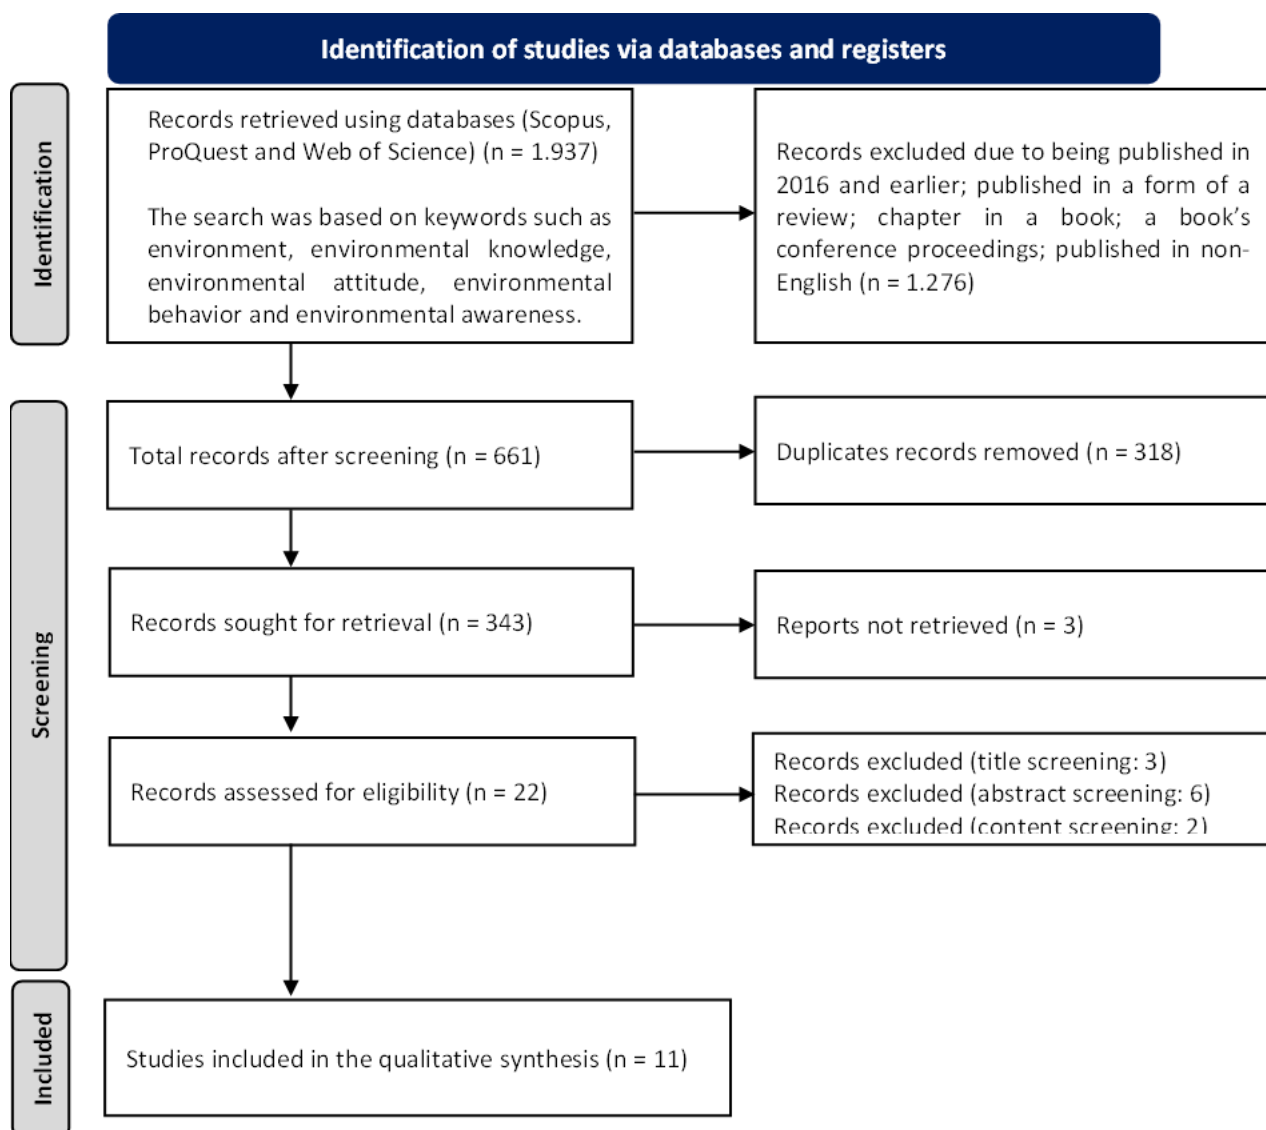 Identification of studies via databases and registers
Identification
Records retrieved using databases (Scopus,
ProQuest and Web of Science) (n = 1.937)
The search was based on keywords such as
environment, environmental knowledge,
environmental attitude, environmental
behavior and environmental awareness.
Records excluded due to being published in
2016 and earlier; published in a form of a
review; chapter in a book; a book’s
conference proceedings; published in non-
English (n = 1.276)
Screening
Total records after screening (n = 661)
Duplicates records removed (n = 318)
Records sought for retrieval (n = 343)
Reports not retrieved (n = 3)
Records assessed for eligibility (n = 22)
Records excluded (title screening: 3)
Records excluded (abstract screening: 6)
Records excluded (content screening: 2)
Included
Studies included in the qualitative synthesis (n = 11)